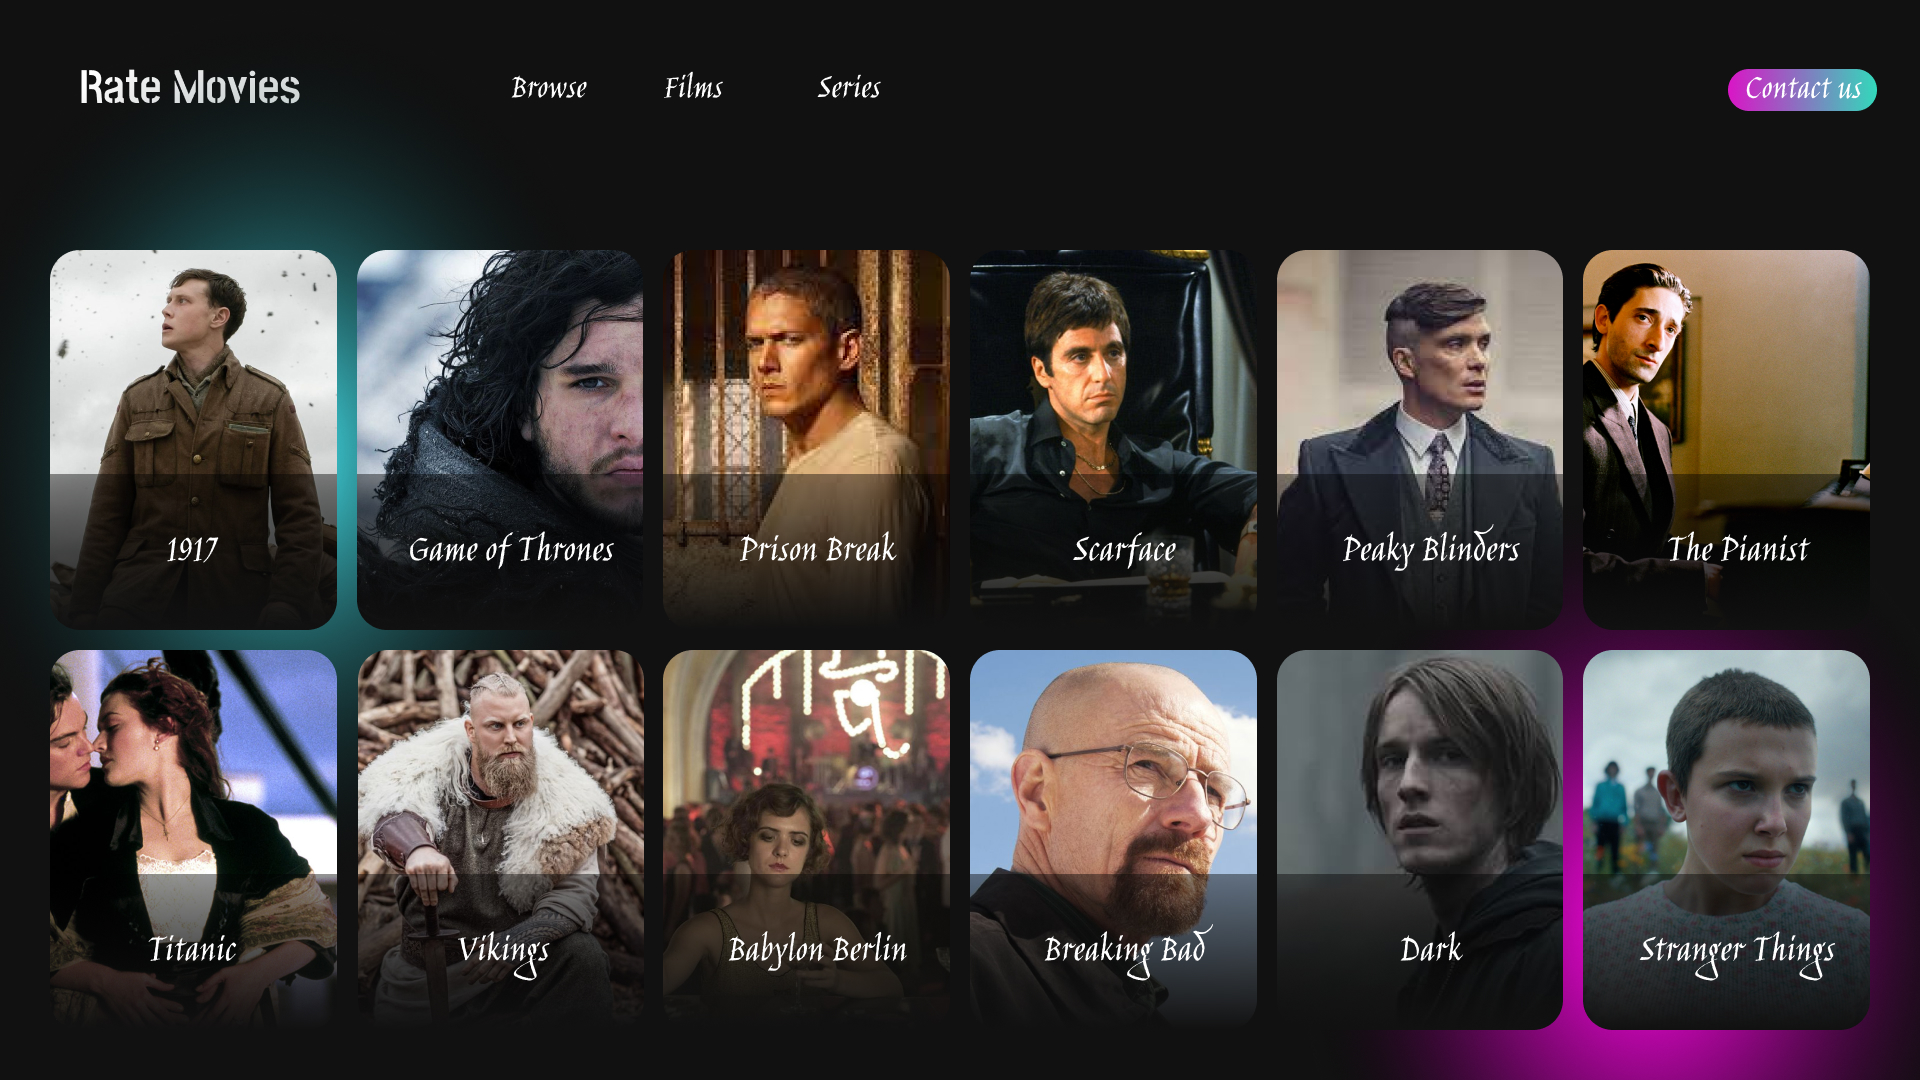 Rate Movies
Browse
Films
Series
Contact us
1917
Game of Thrones
Prison Break
Scarface
Peaky Blinders
The Pianist
Titanic
Vikings
Babylon Berlin
Breaking Bad
Dark
Stranger Things